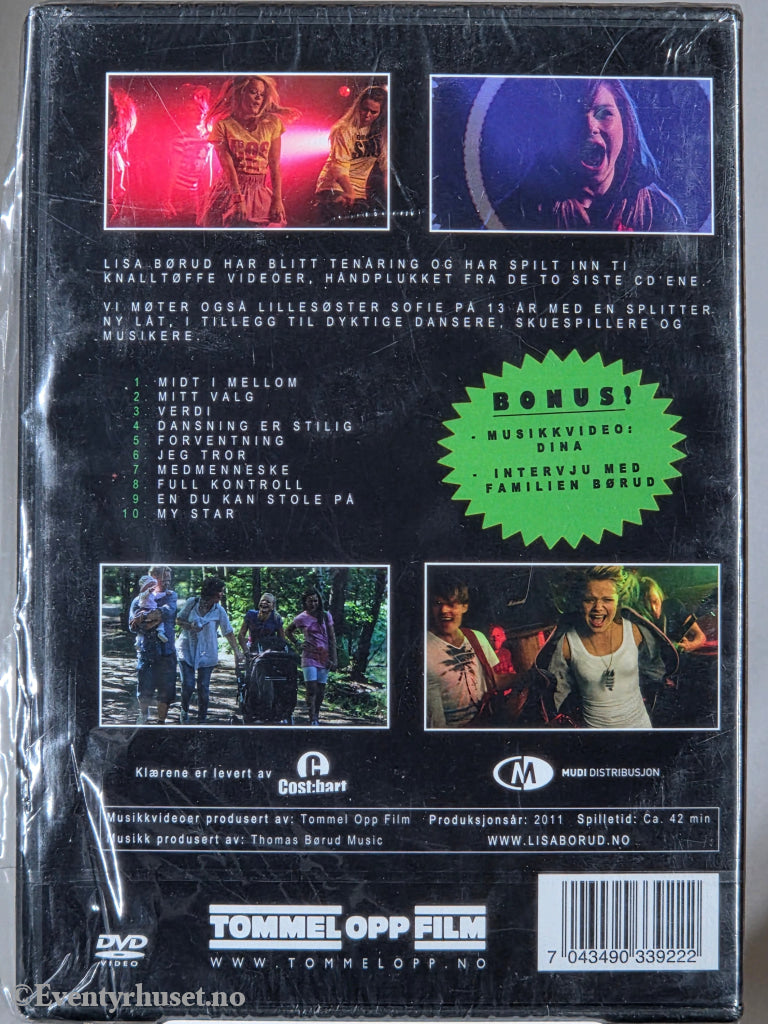 LISA BØRUD HAR BLITT TENÅRING OG HAR SPILT INN TI
KNALLTØFFE VIDEOER, HÅNDPLUKKET FRA DE TO SISTE CD'ENE.
VI MØTER OGSÅ LILLESØSTER SOFIE PÅ 13 ÅR MED EN SPLITTER
NY LÅT, I TILLEGG TIL DYKTIGE DANSERE, SKUESPILLERE OG
MUSIKERE.
1 MIDT I MELLOM
2 MITT VALG
3 VERDI
4 DANSNING ER STILIG
5 FORVENTNING
6 JEG TROR
7 MEDMENNESKE
8 FULL KONTROLL
9 EN DU KAN STOLE PÅ
10 MY STAR
BONUS!
- MUSIKKVIDEO:
DINA
- INTERVJU MED
FAMILIEN BØRUD
Klærene er levert av Cost:bart
M MUDI DISTRIBUSJON
Musikkvideoer produsert av: Tommel Opp Film Produksjonsår: 2011 Spilletid: Ca. 42 min
Musikk produsert av: Thomas Børud Music WWW.LISABORUD.NO
DVD
VIDEO
TOMMEL OPP FILM
WWW.TOMMELOPP.NO
7 043490 339222
©Eventyrhuset.no